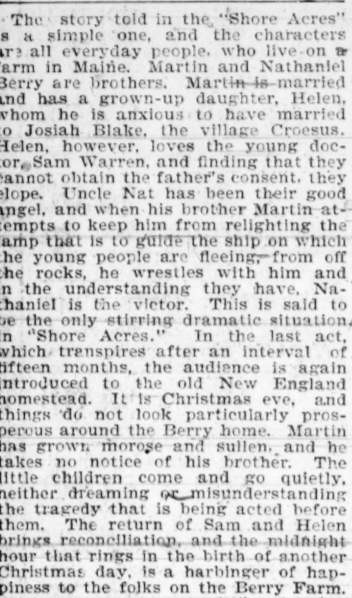 The story told in the "Shore Acres"
is a simple one, and the characters
are all everyday people, who live on a
farm in Maine. Martin and Nathaniel
Berry are brothers. Martin is married
and has a grown-up daughter, Helen,
whom he is anxious to have married
to Josiah Blake, the village Croesus.
Helen, however, loves the young doc-
tor, Sam Warren, and finding that they
cannot obtain the father's consent, they
elope. Uncle Nat has been their good
angel, and when his brother Martin at-
tempts to keep him from relighting the
lamp that is to guide the ship on which
the young people are fleeing, from off
the rocks, he wrestles with him and
in the understanding they have, Na-
thaniel is the victor. This is said to
be the only stirring dramatic situation
in "Shore Acres." In the last act,
which transpires after an interval of
fifteen months, the audience is again
introduced to the old New England
homestead. It is Christmas eve, and
things do not look particularly pros-
perous around the Berry home. Martin
has grown morose and sullen, and he
takes no notice of his brother. The
little children come and go quietly,
neither dreaming or misunderstanding
the tragedy that is being acted before
them. The return of Sam and Helen
brings reconciliation, and the midnight
hour that rings in the birth of another
Christmas day, is a harbinger of hap-
piness to the folks on the Berry Farm.